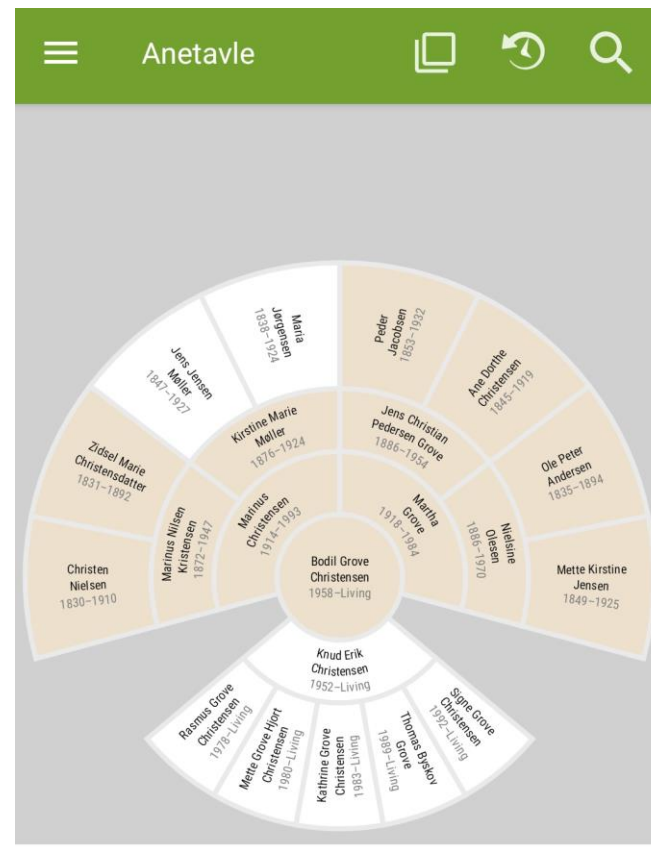 Anetavle
Jens Jensen
Møller
1847–1927
Maria
Jørgensen
1838–1924
Peder
Jacobsen
1853–1932
Ane Dorthe
Christensen
1845–1919
Zidsel Marie
Christensdatter
1831–1892
Kirstine Marie
Møller
1876–1924
Jens Christian
Pedersen Grove
1886–1954
Ole Peter
Andersen
1835–1894
Christen
Nielsen
1830–1910
Marinus Nilsen
Kristensen
1872–1947
Marinus
Christensen
1914–1993
Martha
Grove
1918–1984
Nielsine
Olesen
1886–1970
Mette Kirstine
Jensen
1849–1925
Bodil Grove
Christensen
1958–Living
Knud Erik
Christensen
1952–Living
Rasmus Grove
Christensen
1978–Living
Mette Grove Hjort
Christensen
1980–Living
Kathrine Grove
Christensen
1983–Living
Thomas Byskov
Grove
1989–Living
Signe Grove
Christensen
1992–Living